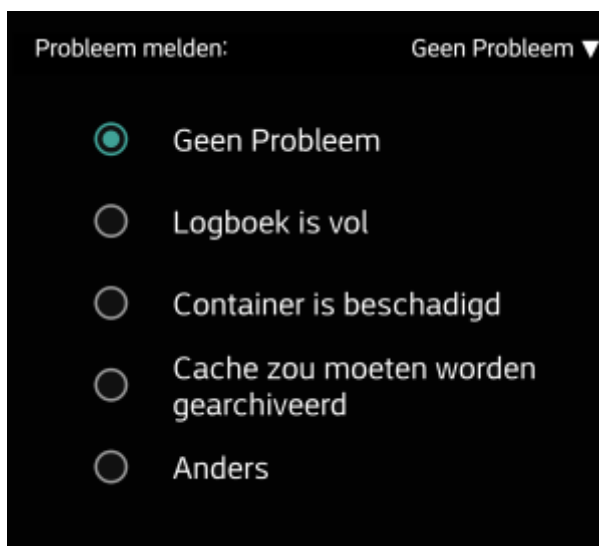 Probleem melden: Geen Probleem ▼
Geen Probleem
Logboek is vol
Container is beschadigd
Cache zou moeten worden
gearchiveerd
Anders